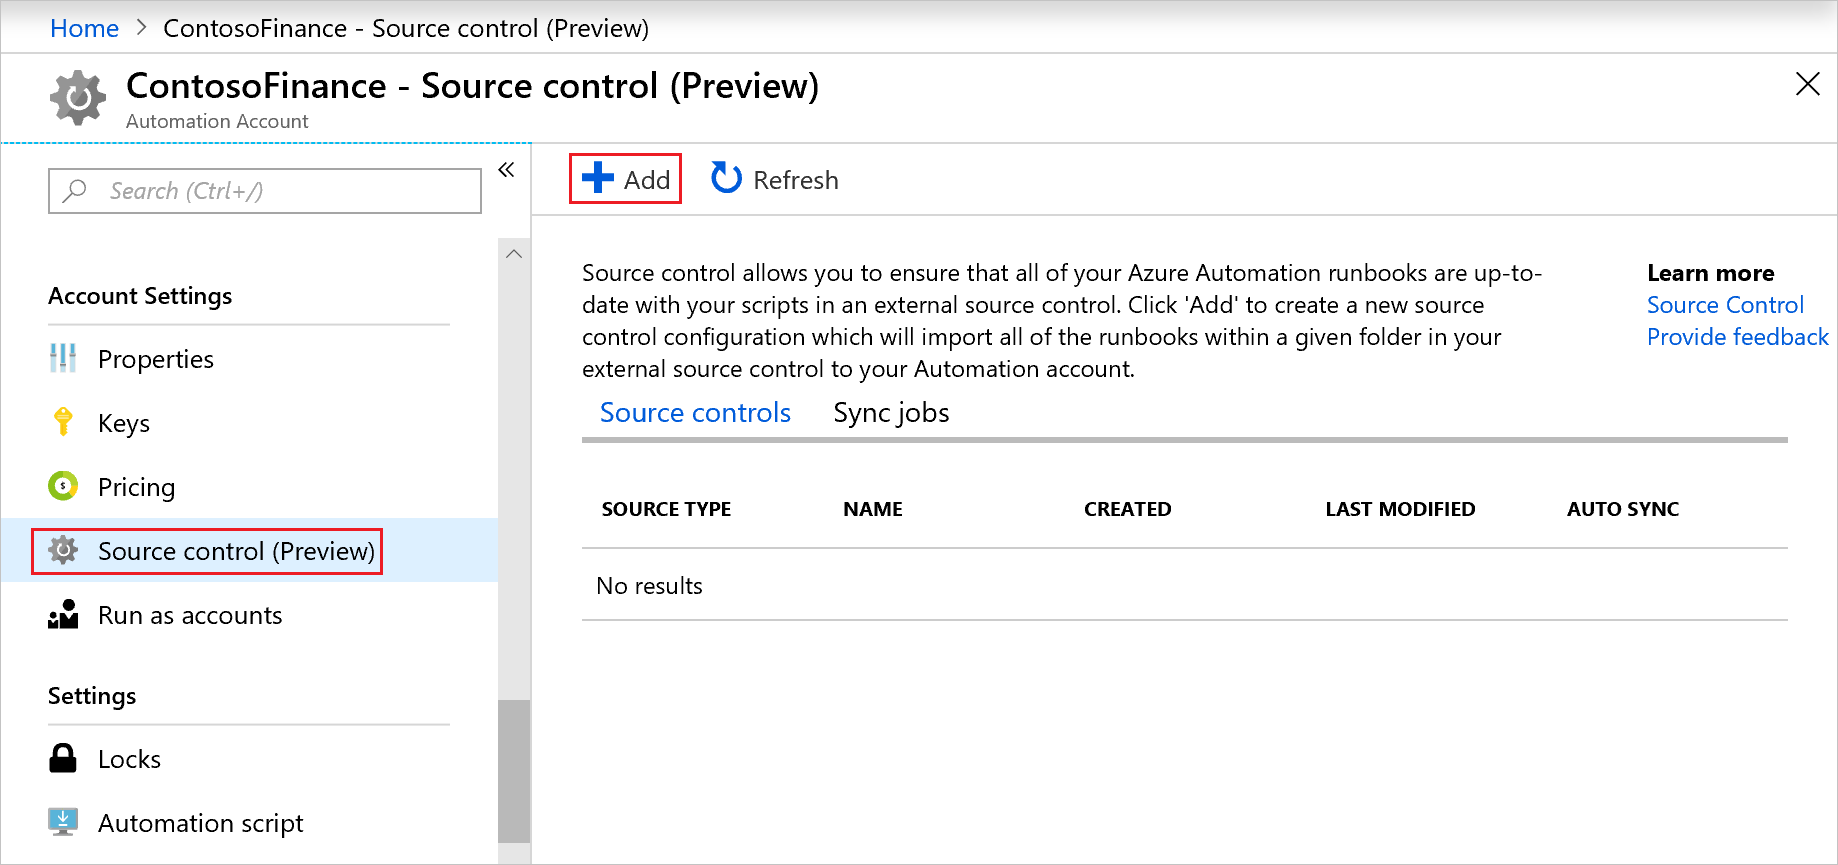 Home > ContosoFinance - Source control (Preview)
ContosoFinance - Source control (Preview)
Automation Account
Search (Ctrl+/)
Account Settings
Properties
Keys
Pricing
Source control (Preview)
Run as accounts
Settings
Locks
Automation script
Add Refresh
Source control allows you to ensure that all of your Azure Automation runbooks are up-to-
date with your scripts in an external source control. Click 'Add' to create a new source
control configuration which will import all of the runbooks within a given folder in your
external source control to your Automation account.
Learn more
Source Control
Provide feedback
Source controls Sync jobs
SOURCE TYPE NAME CREATED LAST MODIFIED AUTO SYNC
No results